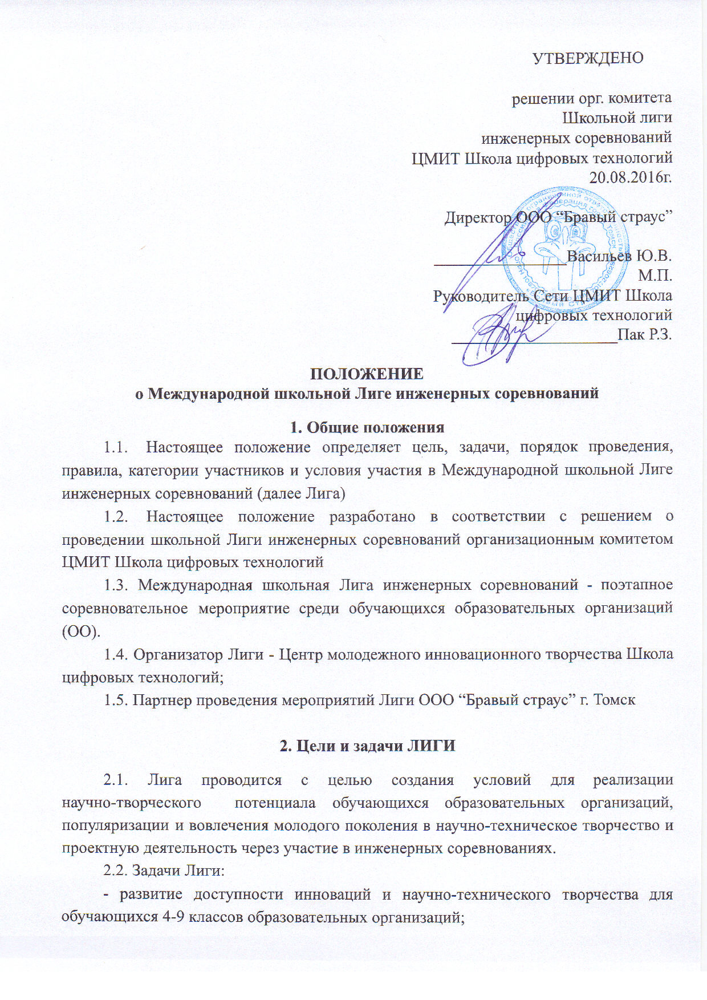 УТВЕРЖДЕНО
решении орг. комитета
Школьной лиги
инженерных соревнований
ЦМИТ Школа цифровых технологий
20.08.2016г.
Директор ООО “Бравый страус”
________________Васильев Ю.В.
М.П.
Руководитель Сети ЦМИТ Школа
цифровых технологий
____________________Пак Р.З.
ПОЛОЖЕНИЕ
о Международной школьной Лиге инженерных соревнований
1. Общие положения
1.1. Настоящее положение определяет цель, задачи, порядок проведения,
правила, категории участников и условия участия в Международной школьной Лиге
инженерных соревнований (далее Лига)
1.2. Настоящее положение разработано в соответствии с решением о
проведении школьной Лиги инженерных соревнований организационным комитетом
ЦМИТ Школа цифровых технологий
1.3. Международная школьная Лига инженерных соревнований - поэтапное
соревновательное мероприятие среди обучающихся образовательных организаций
(ОО).
1.4. Организатор Лиги - Центр молодежного инновационного творчества Школа
цифровых технологий;
1.5. Партнер проведения мероприятий Лиги ООО “Бравый страус” г. Томск
2. Цели и задачи ЛИГИ
2.1. Лига проводится с целью создания условий для реализации
научно-творческого потенциала обучающихся образовательных организаций,
популяризации и вовлечения молодого поколения в научно-техническое творчество и
проектную деятельность через участие в инженерных соревнованиях.
2.2. Задачи Лиги:
- развитие доступности инноваций и научно-технического творчества для
обучающихся 4-9 классов образовательных организаций;